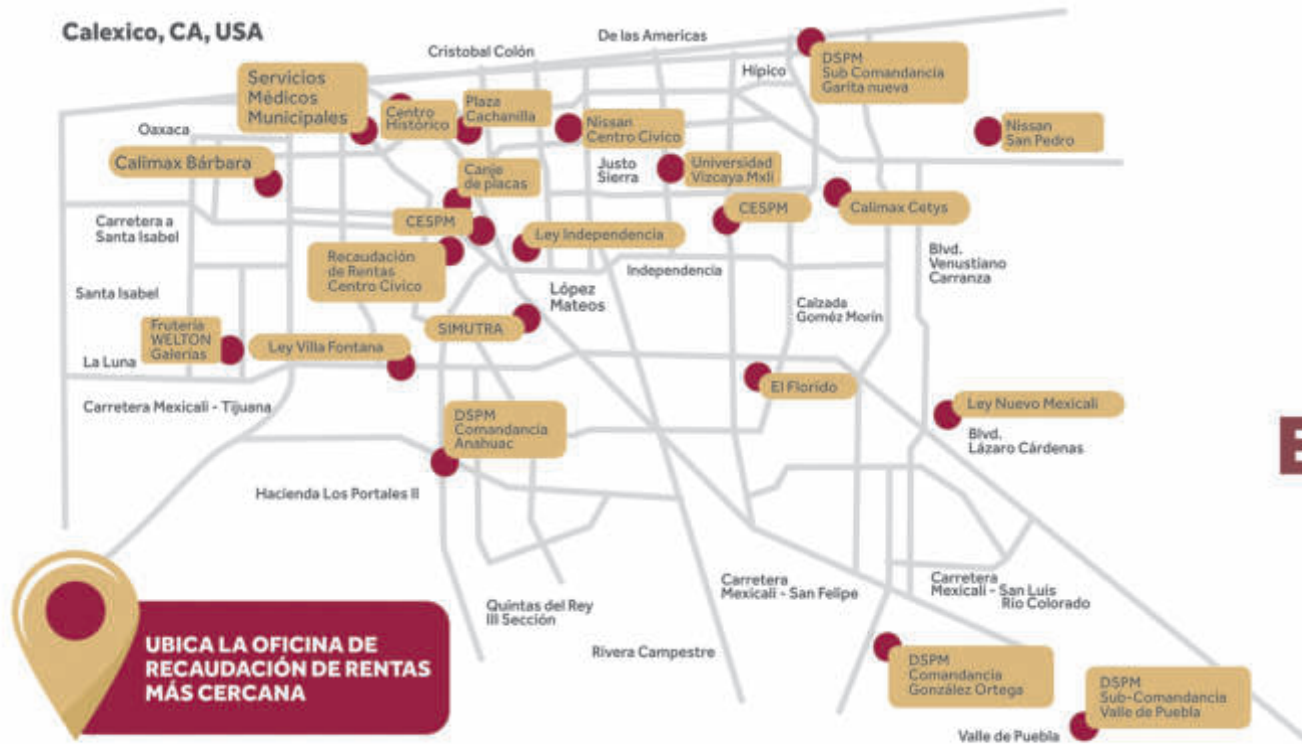 Calexico, CA, USA
De las Americas
Cristobal Colón
DSPM
Sub Comandancia
Garita nueva
Hípico
Servicios
Médicos
Municipales
Centro
Histórico
Plaza
Cachanilla
Nissan
Centro Cívico
Nissan
San Pedro
Oaxaca
Calimax Bárbara
Canje
de placas
Justo
Sierra
Universidad
Vizcaya Mxli
CESPM
Calimax Cetys
Carretera a
Santa Isabel
CESPM
Ley Independencia
Recaudación
de Rentas
Centro Cívico
Independencia
Blvd.
Venustiano
Carranza
Santa Isabel
López
Mateos
Calzada
Goméz Morín
Frutería
WELTON
Galerías
Ley Villa Fontana
SIMUTRA
La Luna
El Florido
Ley Nuevo Mexicali
Carretera Mexicali - Tijuana
DSPM
Comandancia
Anahuac
Blvd.
Lázaro Cárdenas
E
Hacienda Los Portales II
Carretera
Mexicali - San Felipe
Carretera
Mexicali - San Luis
Río Colorado
Quintas del Rey
III Sección
UBICA LA OFICINA DE
RECAUDACIÓN DE RENTAS
MÁS CERCANA
Rivera Campestre
DSPM
Comandancia
González Ortega
DSPM
Sub-Comandancia
Valle de Puebla
Valle de Puebla